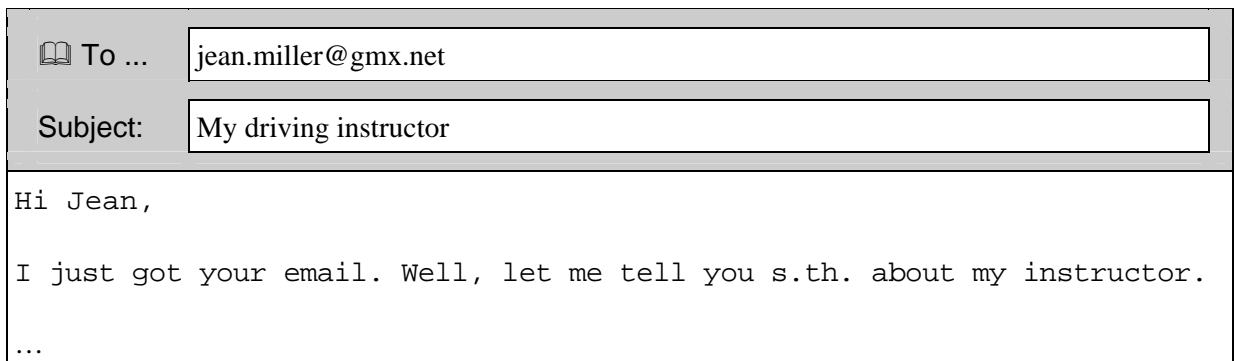 🕮 To ... jean.miller@gmx.net
Subject: My driving instructor
Hi Jean,
I just got your email. Well, let me tell you s.th. about my instructor.
…